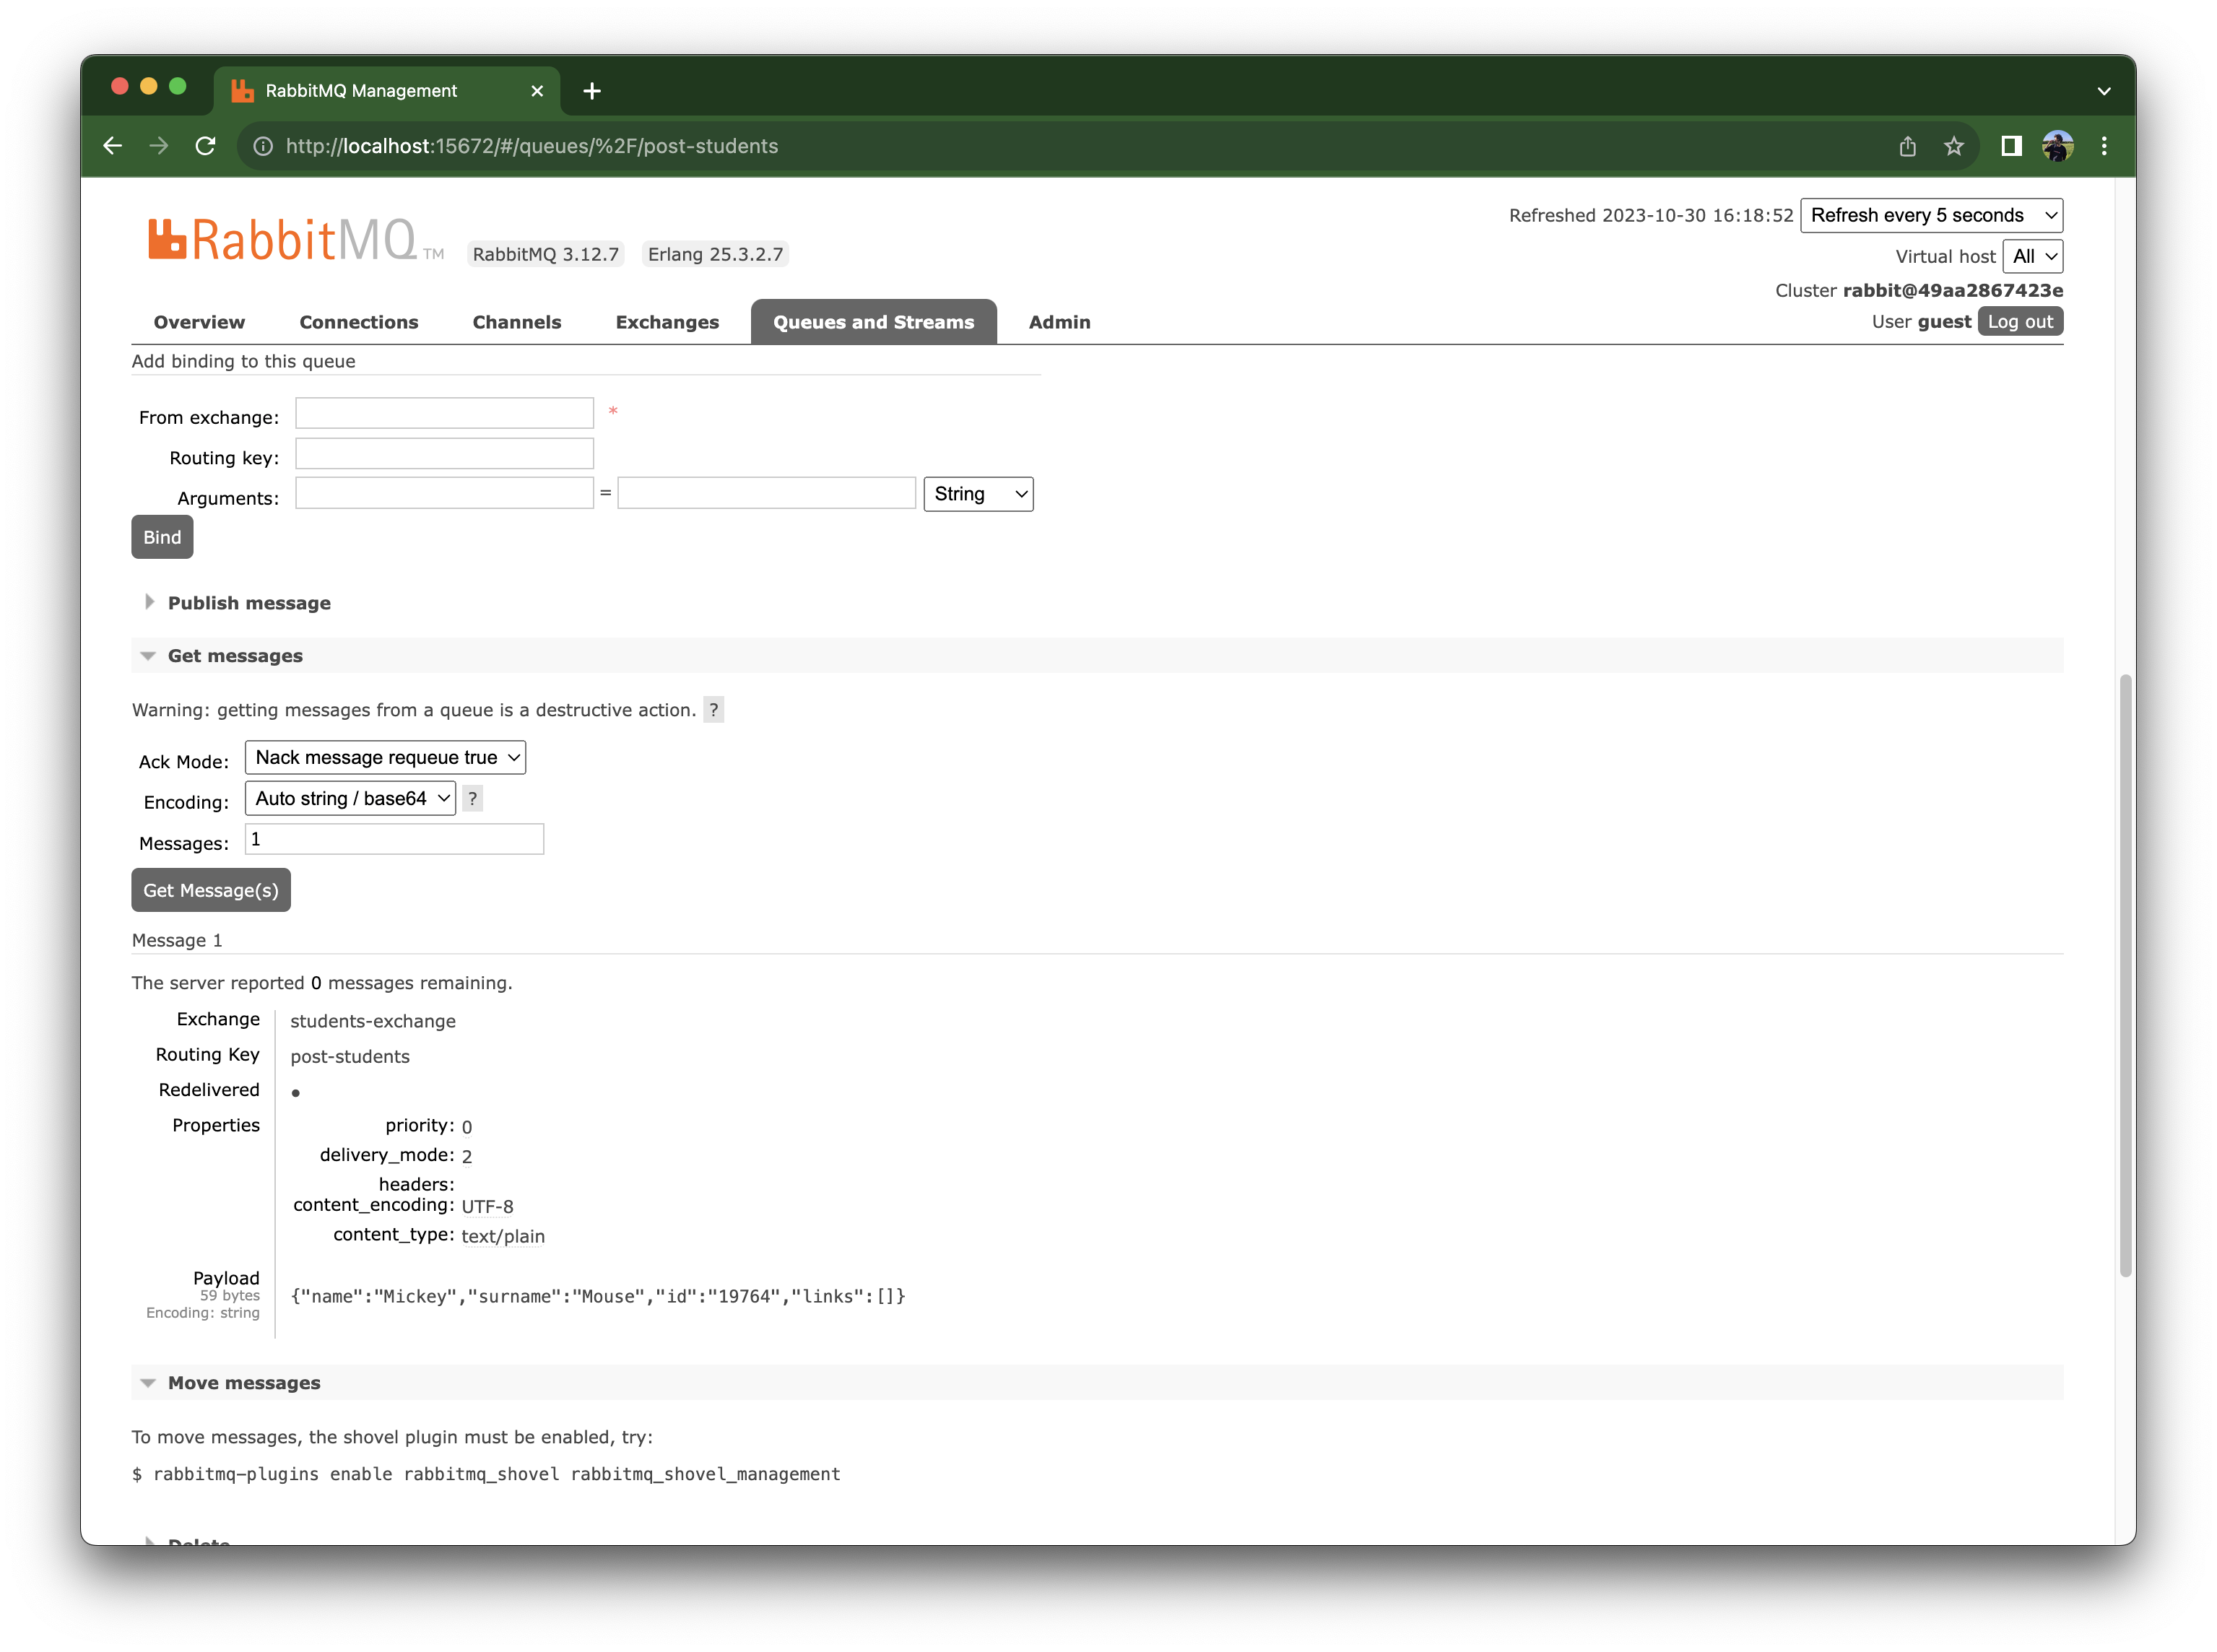 RabbitMQ Management
http://localhost:15672/#/queues/%2F/post-students
RabbitMQ TM RabbitMQ 3.12.7 Erlang 25.3.2.7
Refreshed 2023-10-30 16:18:52 Refresh every 5 seconds
Virtual host All
Cluster rabbit@49aa2867423e
User guest Log out
Overview Connections Channels Exchanges Queues and Streams Admin
Add binding to this queue
From exchange: *
Routing key:
Arguments: = String
Bind
Publish message
Get messages
Warning: getting messages from a queue is a destructive action. ?
Ack Mode: Nack message requeue true
Encoding: Auto string / base64 ?
Messages: 1
Get Message(s)
Message 1
The server reported 0 messages remaining.
Exchange students-exchange
Routing Key post-students
Redelivered ●
Properties priority: 0
delivery_mode: 2
headers:
content_encoding: UTF-8
content_type: text/plain
Payload
59 bytes
Encoding: string
{"name":"Mickey","surname":"Mouse","id":"19764","links":[]}
Move messages
To move messages, the shovel plugin must be enabled, try:
$ rabbitmq-plugins enable rabbitmq_shovel rabbitmq_shovel_management
Delete